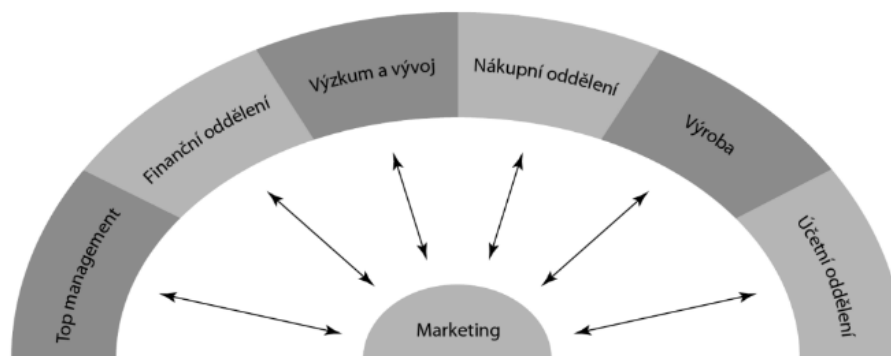 Top management
Finanční oddělení
Výzkum a vývoj
Nákupní oddělení
Výroba
Účetní oddělení
Marketing